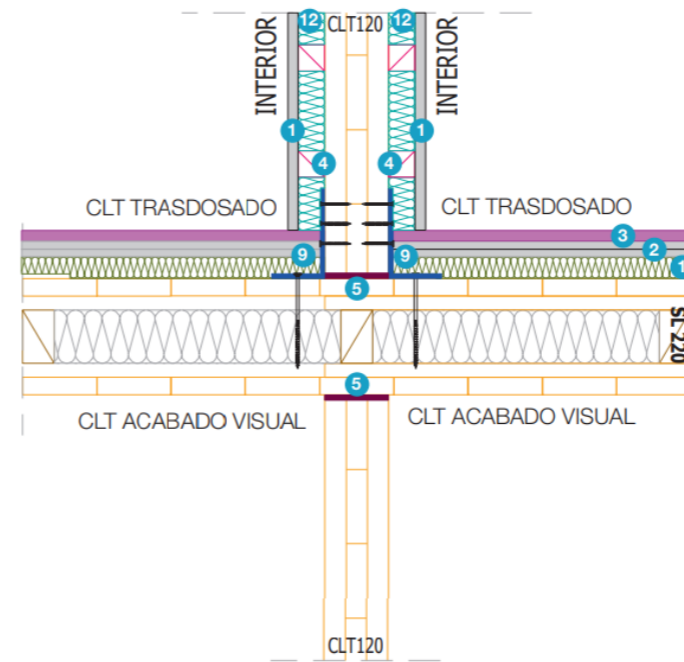 12
CLT120
12
INTERIOR
INTERIOR
1
1
4
4
CLT TRASDOSADO
CLT TRASDOSADO
3
2
9
9
1
5
SL 220
5
CLT ACABADO VISUAL
CLT ACABADO VISUAL
CLT120